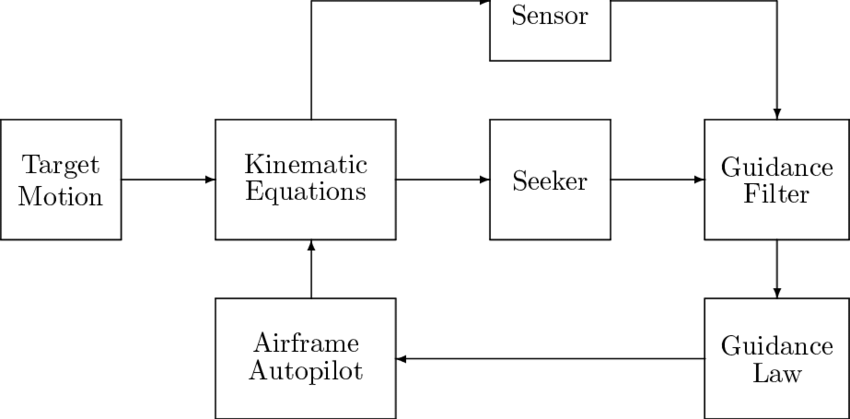 Sensor
Target
Motion
Kinematic
Equations
Seeker
Guidance
Filter
Airframe
Autopilot
Guidance
Law